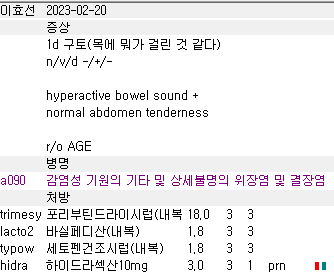 이효선 2023-02-20
증상
1d 구토(목에 뭐가 걸린 것 같다)
n/v/d -/+/-
hyperactive bowel sound +
normal abdomen tenderness
r/o AGE
병명
a090 감염성 기원의 기타 및 상세불명의 위장염 및 결장염
처방
trimesy 포리부틴드라이시럽(내복 18,0 3 3
lacto2 바실페디산(내복 1,8 3 3
typow 세토펜건조시럽(내복 1,8 3 3
hidra 하이드라섹산10mg 3,0 3 1 prn